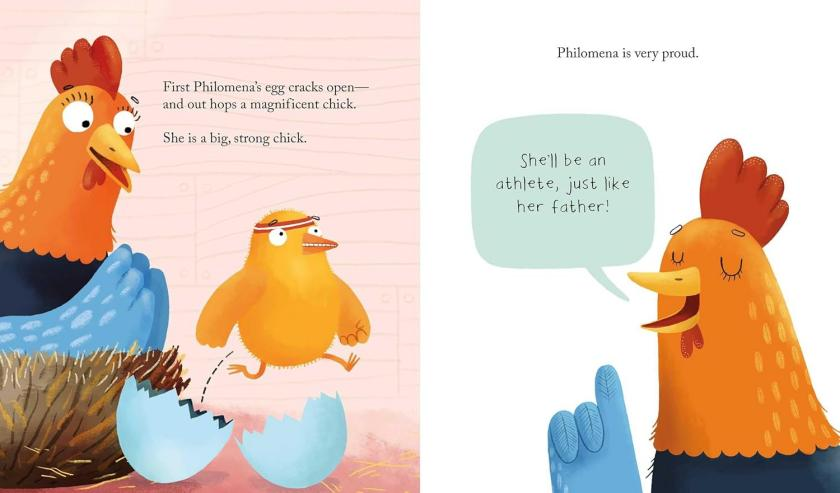 First Philomena’s egg cracks open—
and out hops a magnificent chick.
She is a big, strong chick.
Philomena is very proud.
She'll be an
athlete, just like
her father!